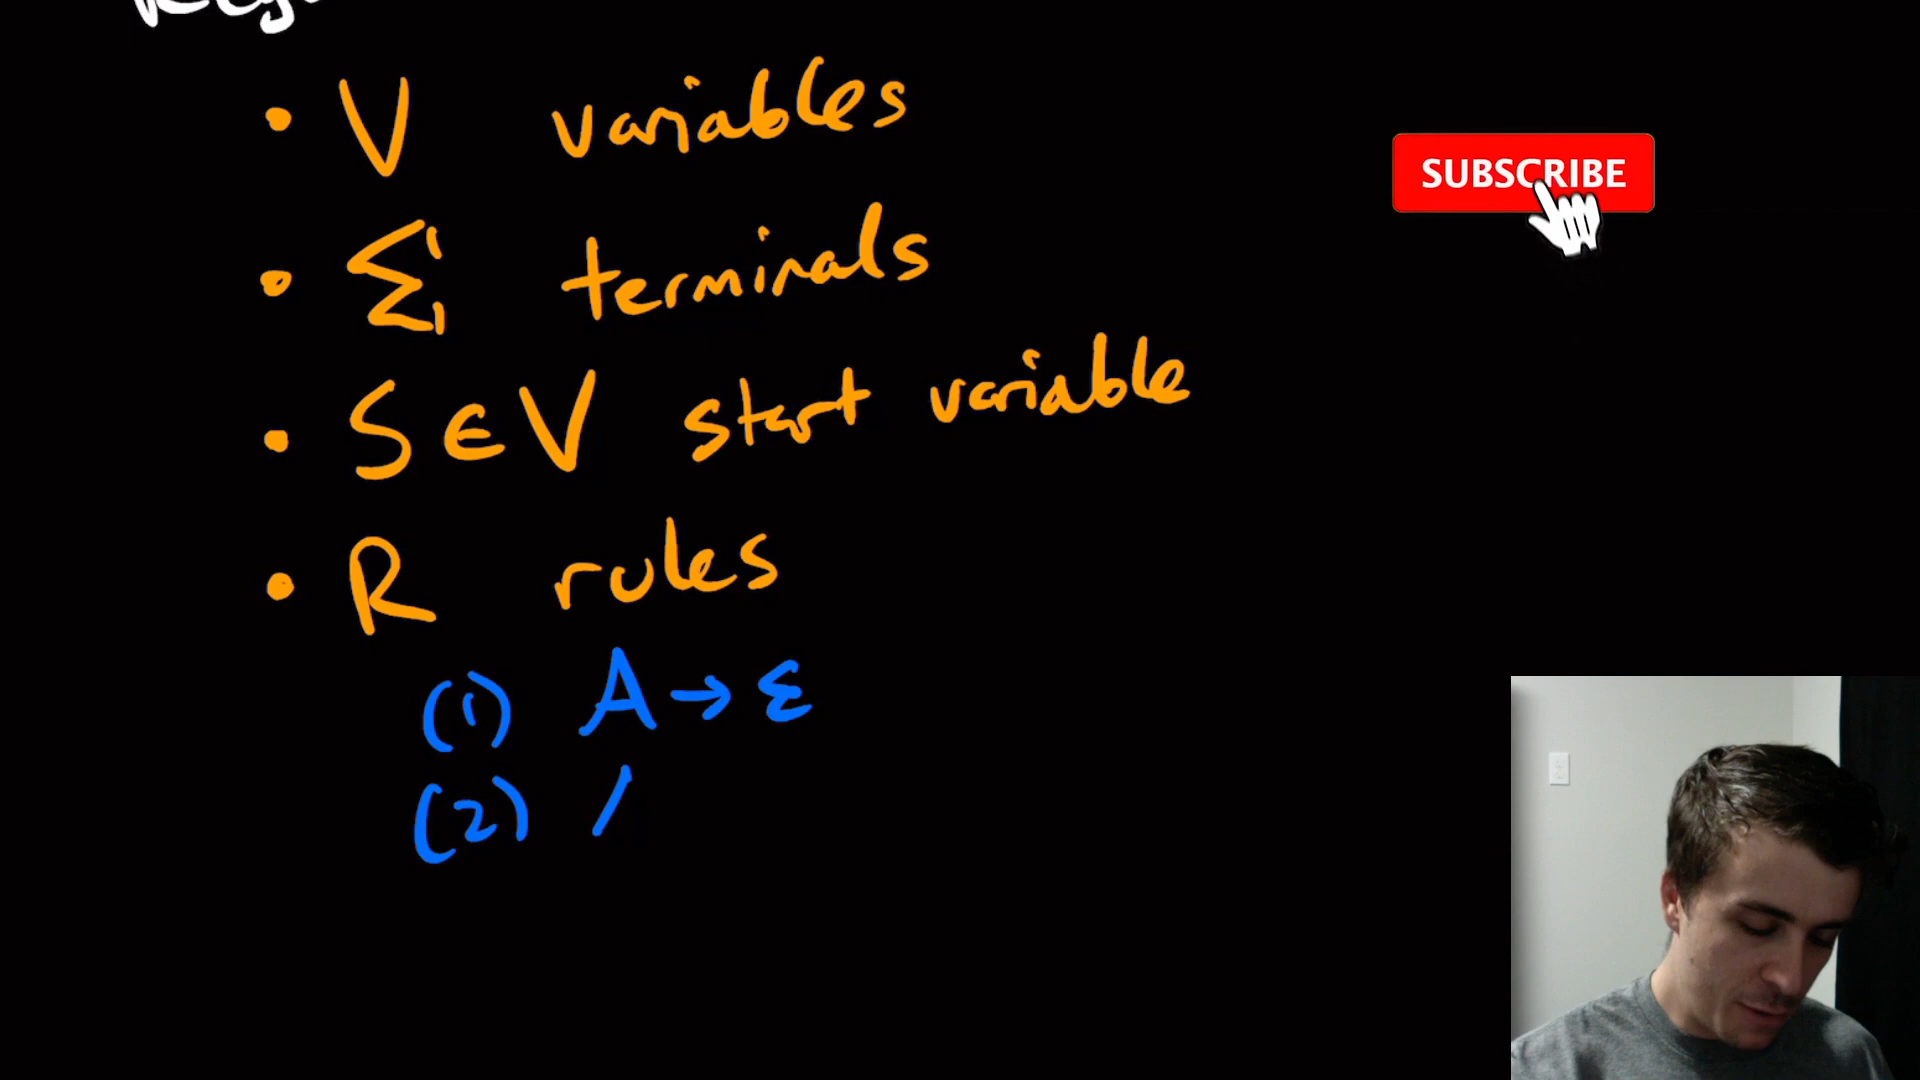 • V variables
SUBSCRIBE
• Σ terminals
• S ∈ V start variable
• R rules
(1) A → ε
(2)